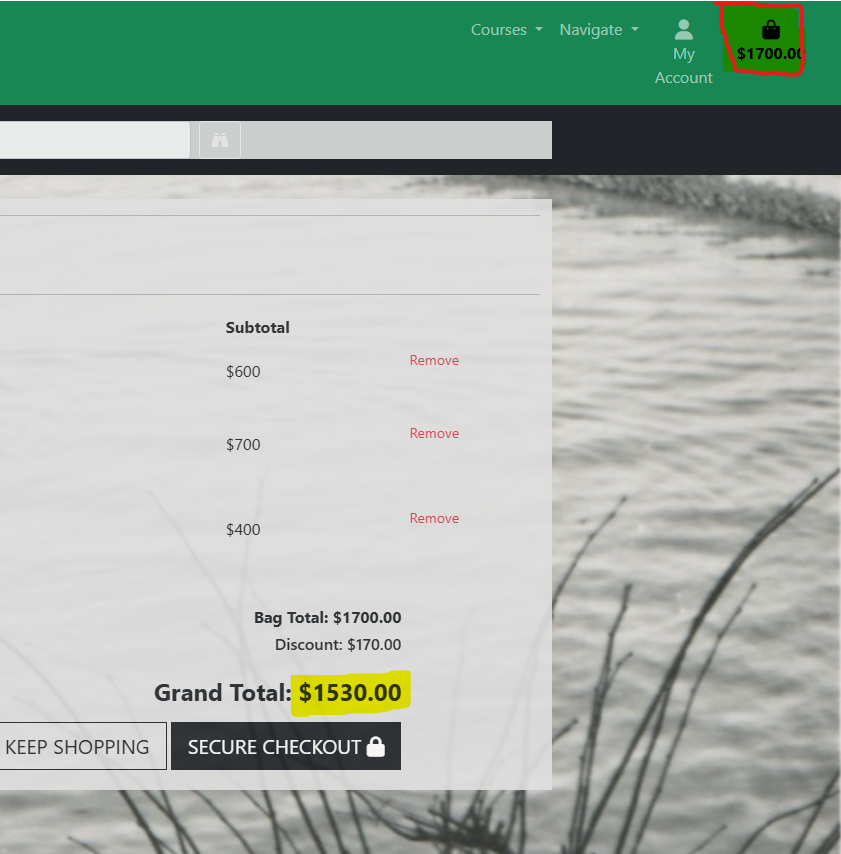 Courses Navigate
My
Account
$1700.00
Subtotal
$600 Remove
$700 Remove
$400 Remove
Bag Total: $1700.00
Discount: $170.00
Grand Total: $1530.00
KEEP SHOPPING SECURE CHECKOUT